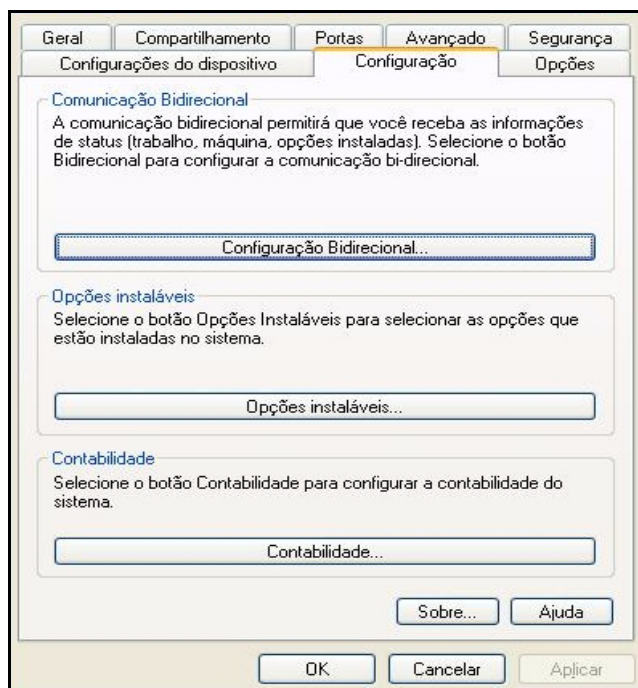 Geral Compartilhamento Portas Avançado Segurança
Configurações do dispositivo Configuração Opções
Comunicação Bidirecional
A comunicação bidirecional permitirá que você receba as informações
de status (trabalho, máquina, opções instaladas). Selecione o botão
Bidirecional para configurar a comunicação bi-direcional.
Configuração Bidirecional...
Opções instaláveis
Selecione o botão Opções Instaláveis para selecionar as opções que
estão instaladas no sistema.
Opções instaláveis...
Contabilidade
Selecione o botão Contabilidade para configurar a contabilidade do
sistema.
Contabilidade...
Sobre... Ajuda
OK Cancelar Aplicar